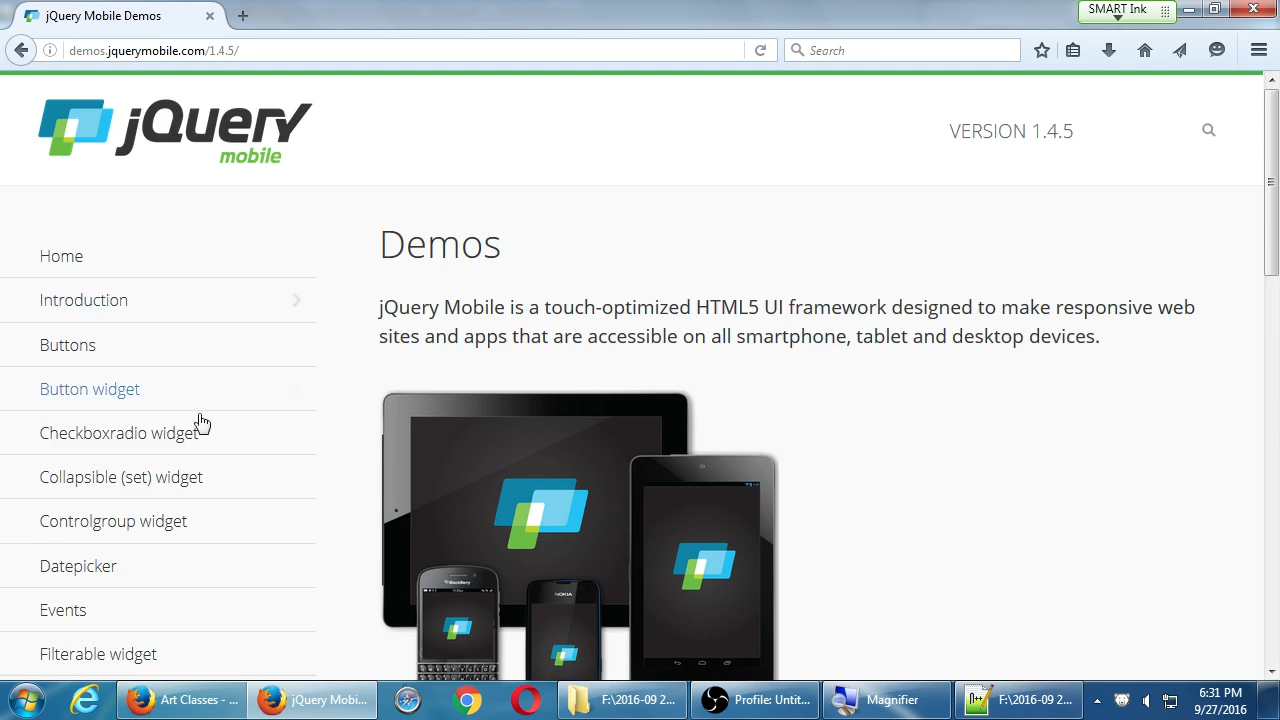 jQuery Mobile Demos
SMART Ink
demos.jquerymobile.com/1.4.5/
Search
jQuery
mobile
VERSION 1.4.5
Home
Introduction
Buttons
Button widget
Checkboxradio widget
Collapsible (set) widget
Controlgroup widget
Datepicker
Events
Filterable widget
Demos
jQuery Mobile is a touch-optimized HTML5 UI framework designed to make responsive web
sites and apps that are accessible on all smartphone, tablet and desktop devices.
BlackBerry
NOKIA
Art Classes - ...
jQuery Mobi...
F:\2016-09 2...
Profile: Untit...
Magnifier
F:\2016-09 2...
6:31 PM
9/27/2016